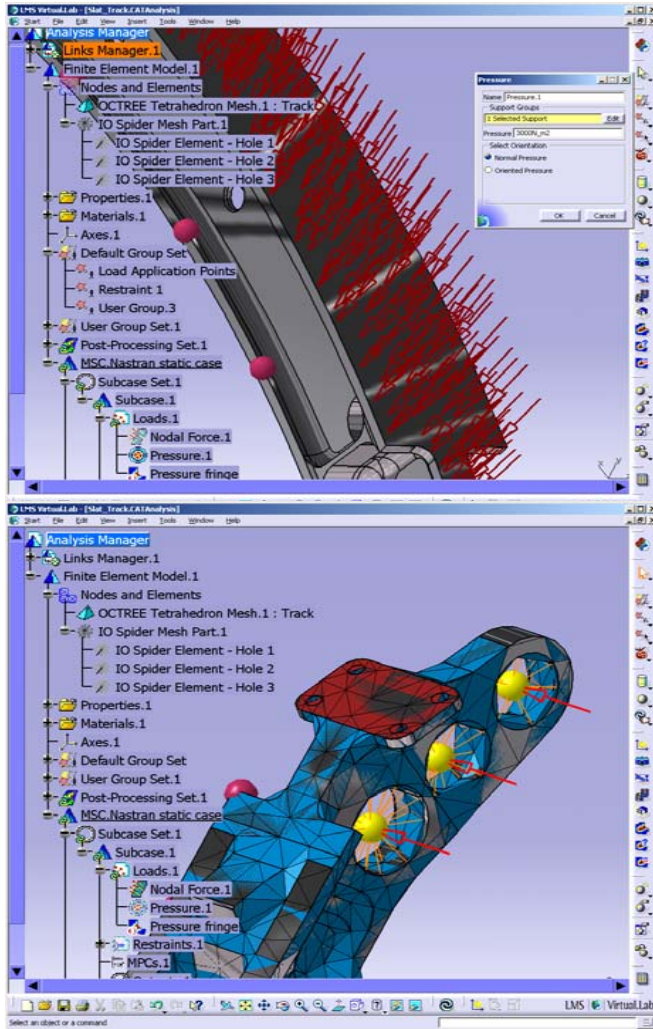 LMS Virtual.Lab - [Slat_Track.CATAnalysis]
Start File Edit View Insert Tools Window Help
Analysis Manager
Links Manager.1
Finite Element Model.1
Nodes and Elements
OCTREE Tetrahedron Mesh.1 : Track
IO Spider Mesh Part.1
IO Spider Element - Hole 1
IO Spider Element - Hole 2
IO Spider Element - Hole 3
Properties.1
Materials.1
Axes.1
Default Group Set
Load Application Points
Restraint 1
User Group.3
User Group Set.1
Post-Processing Set.1
MSC.Nastran static case
Subcase Set.1
Subcase.1
Loads.1
Nodal Force.1
Pressure.1
Pressure fringe
Pressure
Name Pressure.1
Support Groups
1 Selected Support Edit
Pressure 3000N_m2
Select Orientation
Normal Pressure
Oriented Pressure
OK Cancel
LMS Virtual.Lab - [Slat_Track.CATAnalysis]
Start File Edit View Insert Tools Window Help
Analysis Manager
Links Manager.1
Finite Element Model.1
Nodes and Elements
OCTREE Tetrahedron Mesh.1 : Track
IO Spider Mesh Part.1
IO Spider Element - Hole 1
IO Spider Element - Hole 2
IO Spider Element - Hole 3
Properties.1
Materials.1
Axes.1
Default Group Set
User Group Set.1
Post-Processing Set.1
MSC.Nastran static case
Subcase Set.1
Subcase.1
Loads.1
Nodal Force.1
Pressure.1
Pressure fringe
Restraints.1
MPCs.1
LMS Virtual.Lab
Select an object or a command